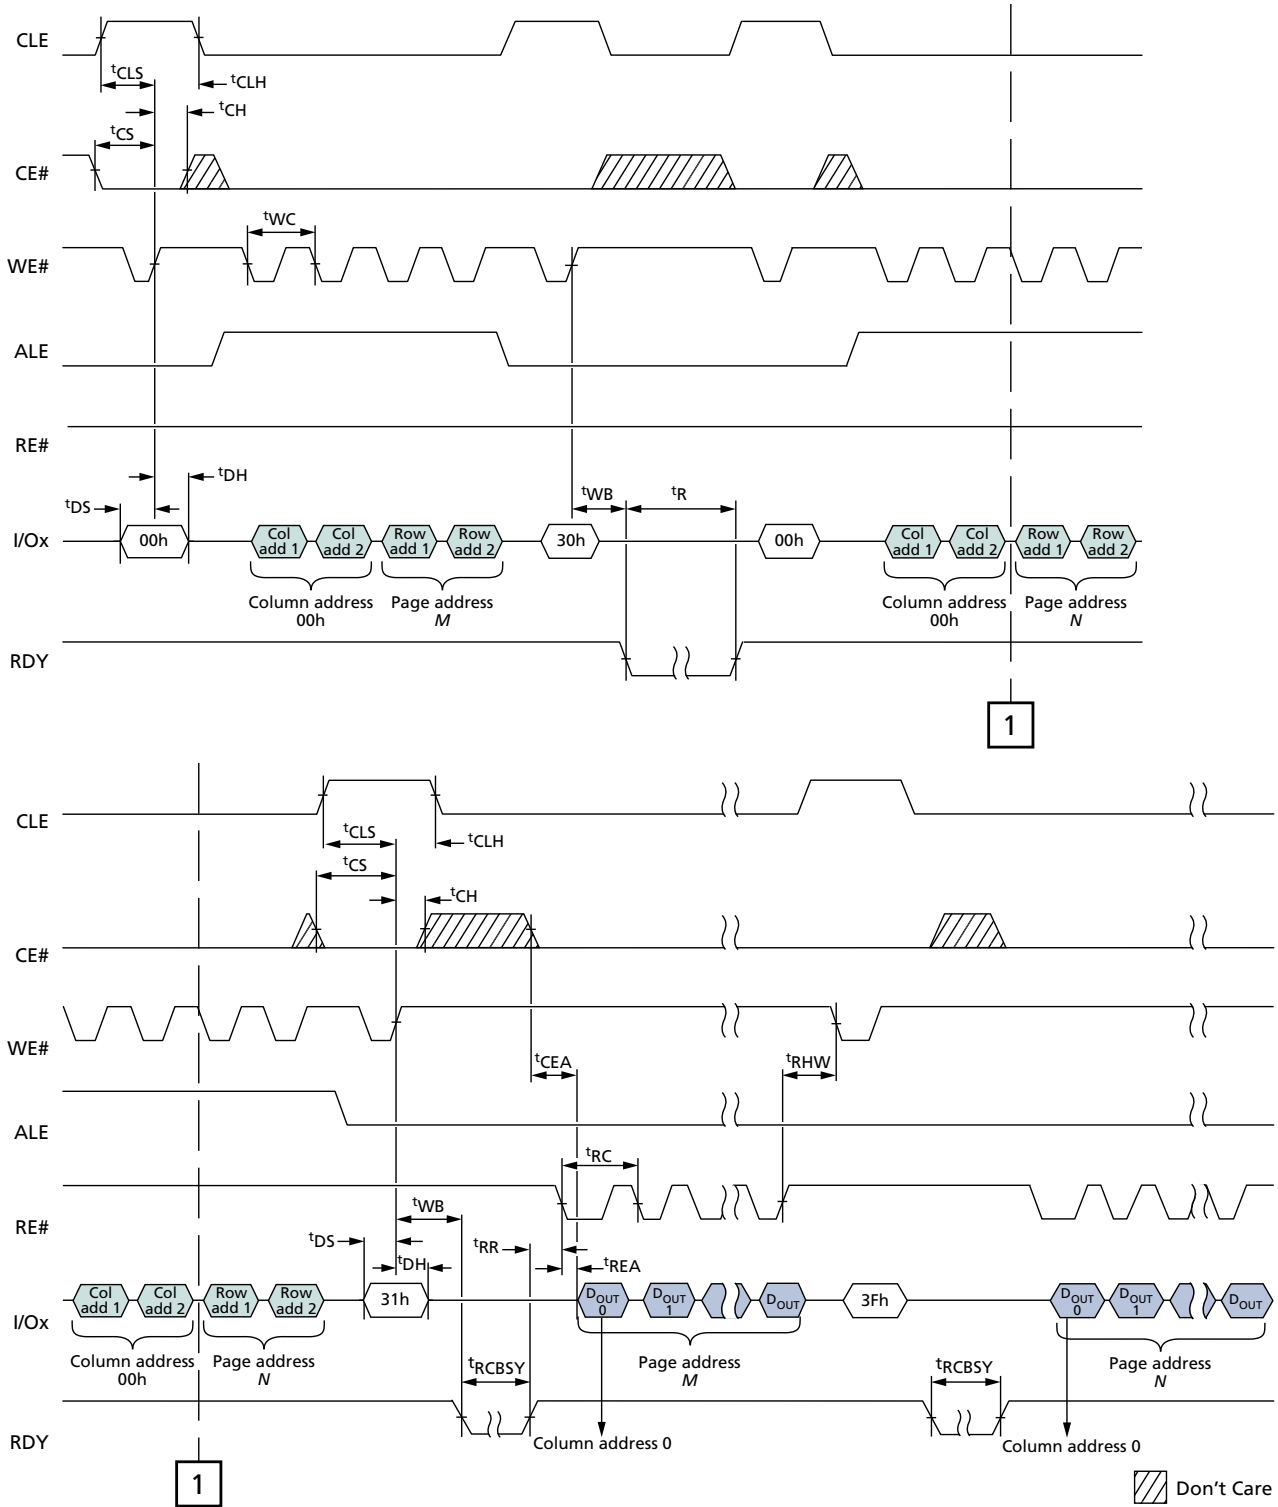 CLE
tCLS
tCLH
tCH
tCS
CE#
tWC
WE#
ALE
RE#
tDH
tDS
tWB
tR
I/Ox
00h
Col add 1
Col add 2
Row add 1
Row add 2
30h
00h
Col add 1
Col add 2
Row add 1
Row add 2
Column address
00h
Page address
M
Column address
00h
Page address
N
RDY
1
CLE
tCLS
tCLH
tCS
tCH
CE#
WE#
tCEA
tRHW
ALE
tRC
RE#
tWB
tDS
tRR
tDH
tREA
I/Ox
Col add 1
Col add 2
Row add 1
Row add 2
31h
DOUT 0
DOUT 1
DOUT
3Fh
DOUT 0
DOUT 1
DOUT
Column address
00h
Page address
N
tRCBSY
Page address
M
tRCBSY
Page address
N
RDY
Column address 0
Column address 0
1
Don't Care